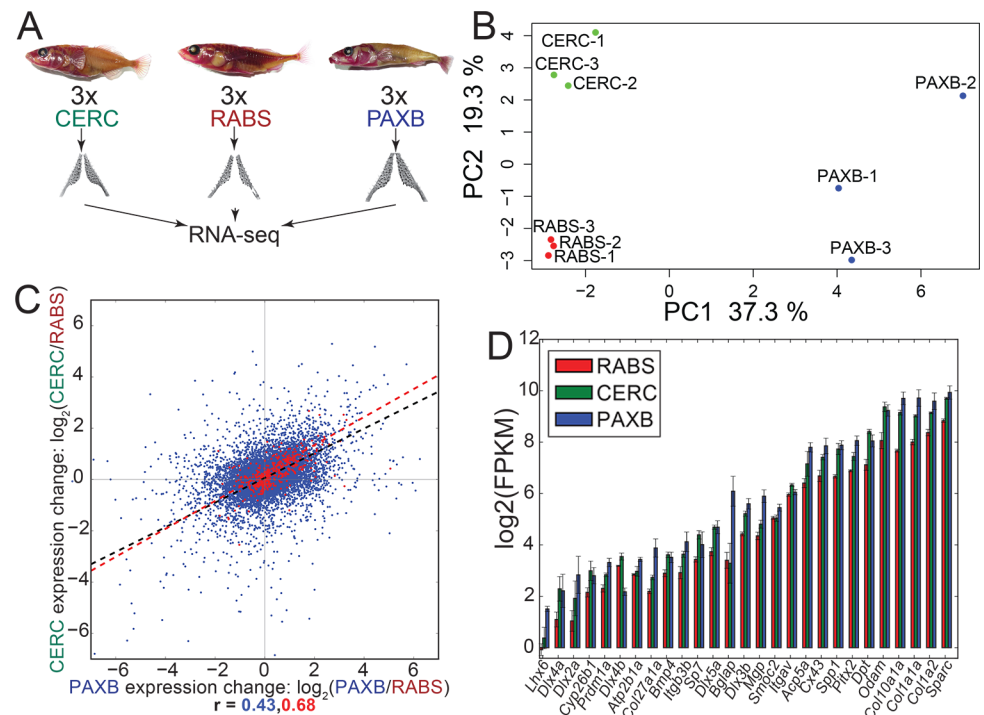 A
3x
3x
3x
CERC
RABS
PAXB
RNA-seq
B
PC2 19.3 %
4
3
2
1
0
−1
−2
−3
CERC-1
CERC-3
CERC-2
PAXB-2
PAXB-1
PAXB-3
RABS-3
RABS-2
RABS-1
−2
0
2
4
6
PC1 37.3 %
C
CERC expression change: log2(CERC/RABS)
6
4
2
0
−2
−4
−6
−6
−4
−2
0
2
4
6
PAXB expression change: log2(PAXB/RABS)
r = 0.43,0.68
D
log2(FPKM)
12
10
8
6
4
2
0
RABS
CERC
PAXB
Lhx6
Dlx4a
Dlx2a
Cyp26b1
Prdm1a
Dlx4b
Atp2b1a
Col27a1a
Bmp4
Itgb3b
Sp7
Dlx5a
Bglap
Dlx3b
Mgp
Smoc2
Itgav
Acp5a
Cx43
Spp1
Pitx2
Dpt
Odam
Col10a1a
Col1a1a
Col1a2
Sparc